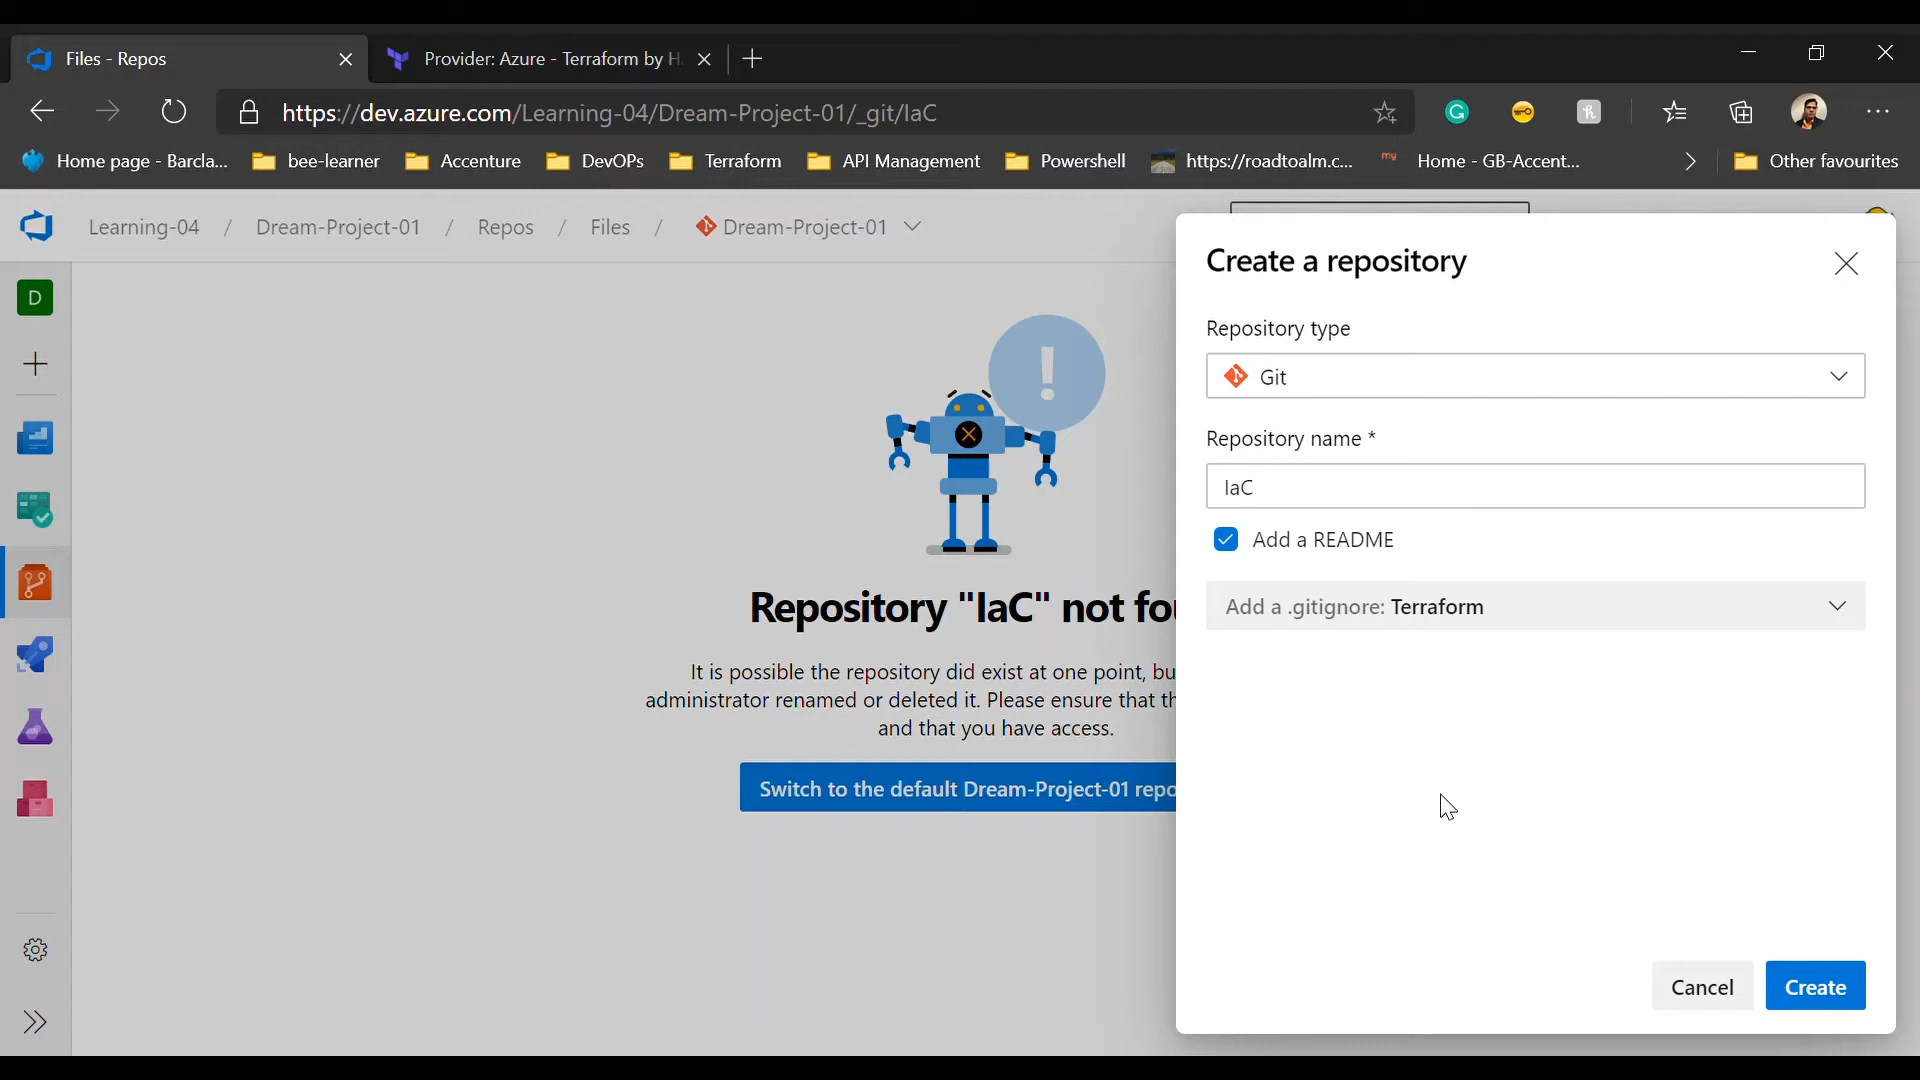 Files - Repos
Provider: Azure - Terraform by H
https://dev.azure.com/Learning-04/Dream-Project-01/_git/IaC
Home page - Barcla...
bee-learner
Accenture
DevOPs
Terraform
API Management
Powershell
https://roadtoalm.c...
my
Home - GB-Accent...
Other favourites
Learning-04 / Dream-Project-01 / Repos / Files / Dream-Project-01
D
Create a repository
Repository type
Git
Repository name *
IaC
Add a README
Add a .gitignore: Terraform
Cancel
Create
!
Repository "IaC" not fo
It is possible the repository did exist at one point, bu
administrator renamed or deleted it. Please ensure that th
and that you have access.
Switch to the default Dream-Project-01 repo